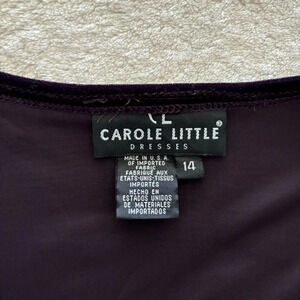 CL
CAROLE LITTLE®
DRESSES
MADE IN U.S.A.
OF IMPORTED
FABRIC
FABRIQUÉ AUX
ETATS-UNIS-TISSUS
IMPORTES
HECHO EN
ESTADOS UNIDOS
DE MATERIALES
IMPORTADOS
14